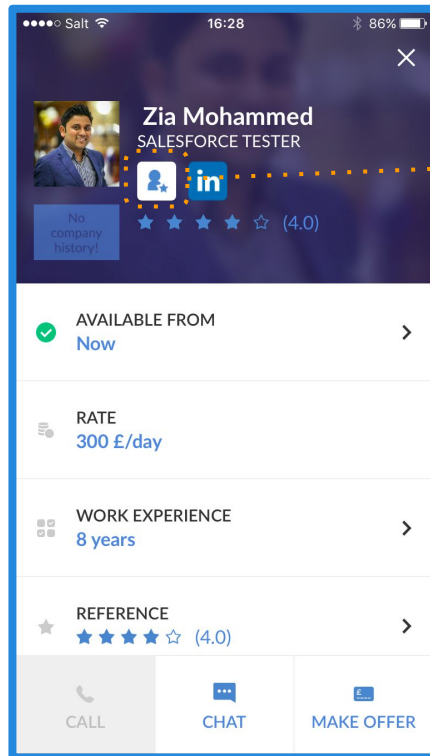 Salt 16:28 86%
Zia Mohammed
SALESFORCE TESTER
in
No
company
history!
(4.0)
AVAILABLE FROM
Now
RATE
300 £/day
WORK EXPERIENCE
8 years
REFERENCE
(4.0)
CALL CHAT MAKE OFFER